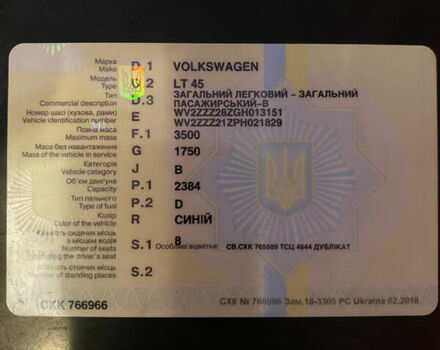 Марка
Make D.1 VOLKSWAGEN
Модель
Type D.2 LT 45
Тип
Commercial description D.3 ЗАГАЛЬНИЙ ЛЕГКОВИЙ – ЗАГАЛЬНИЙ
ПАСАЖИРСЬКИЙ-В
Номер шасі (кузова, рами)
Vehicle identification number E WV2ZZZ28ZGH013151
WV2ZZZ21ZPH021829
Повна маса
Maximum mass F.1 3500
Маса без навантаження
Mass of the vehicle in service G 1750
Категорія
Vehicle category J B
Об'єм двигуна
Capacity P.1 2384
Тип пального
Type of fuel P.2 D
Колір
Color of the vehicle R СИНІЙ
Кількість сидячих місць
з місцем водія
Number of seats
including the driver's seat S.1 8
Особливі відмітки: СВ.СХК 765889 ТСЦ 4644 ДУБЛІКАТ
Кількість стоячих місць
Number of standing places S.2
СХК 766966
СХК № 766966 Зам.18-3305 РС Ukraina 02.2018